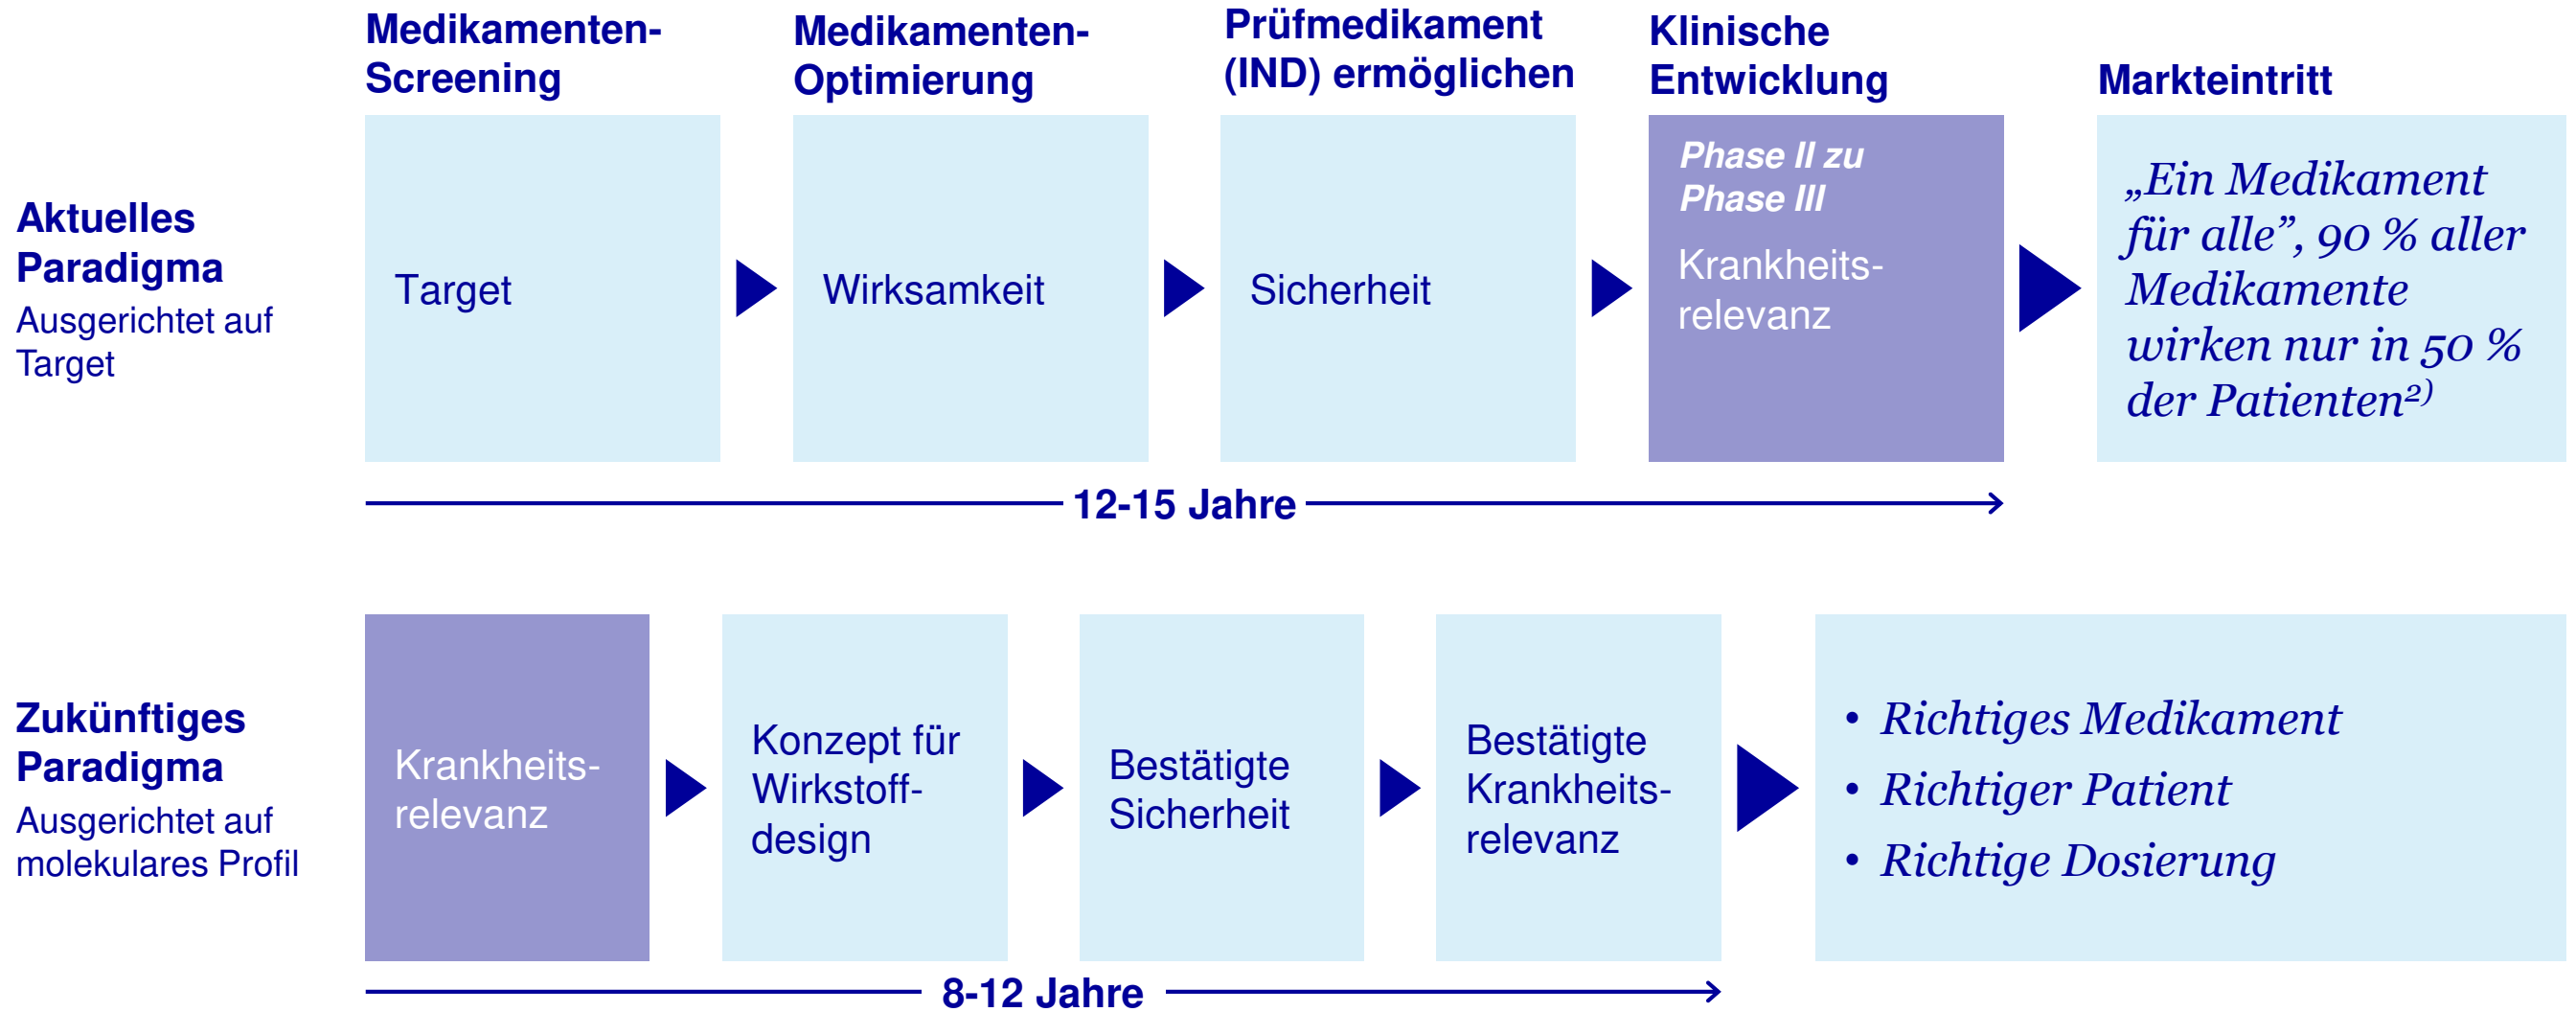 Medikamenten-
Screening
Medikamenten-
Optimierung
Prüfmedikament
(IND) ermöglichen
Klinische
Entwicklung
Markteintritt
Aktuelles
Paradigma
Ausgerichtet auf
Target
Target
Wirksamkeit
Sicherheit
Phase II zu
Phase III
Krankheits-
relevanz
„Ein Medikament
für alle”, 90 % aller
Medikamente
wirken nur in 50 %
der Patienten²⁾
12-15 Jahre
Zukünftiges
Paradigma
Ausgerichtet auf
molekulares Profil
Krankheits-
relevanz
Konzept für
Wirkstoff-
design
Bestätigte
Sicherheit
Bestätigte
Krankheits-
relevanz
• Richtiges Medikament
• Richtiger Patient
• Richtige Dosierung
8-12 Jahre